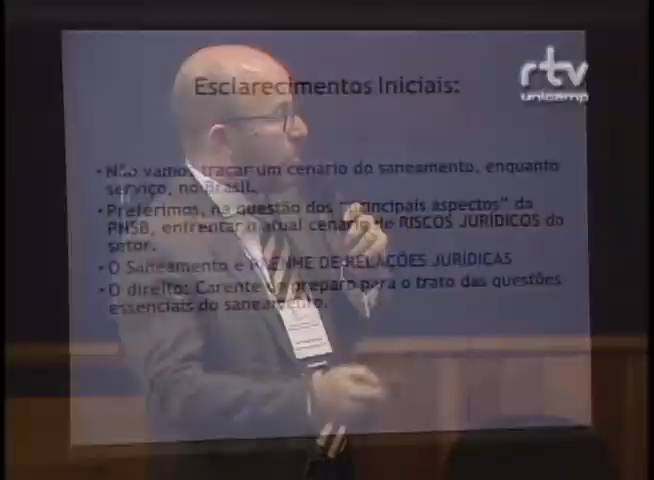 rtv
unicamp
Esclarecimentos Iniciais:
• Não vamos traçar um cenário do saneamento, enquanto
serviço, no Brasil.
• Preferimos, na questão dos "principais aspectos" da
PNSB, enfrentar o atual cenário de RISCOS JURÍDICOS do
setor.
• O Saneamento e DE RELAÇÕES JURÍDICAS
• O direito: Carente de preparo para o trato das questões
essenciais do saneamento.